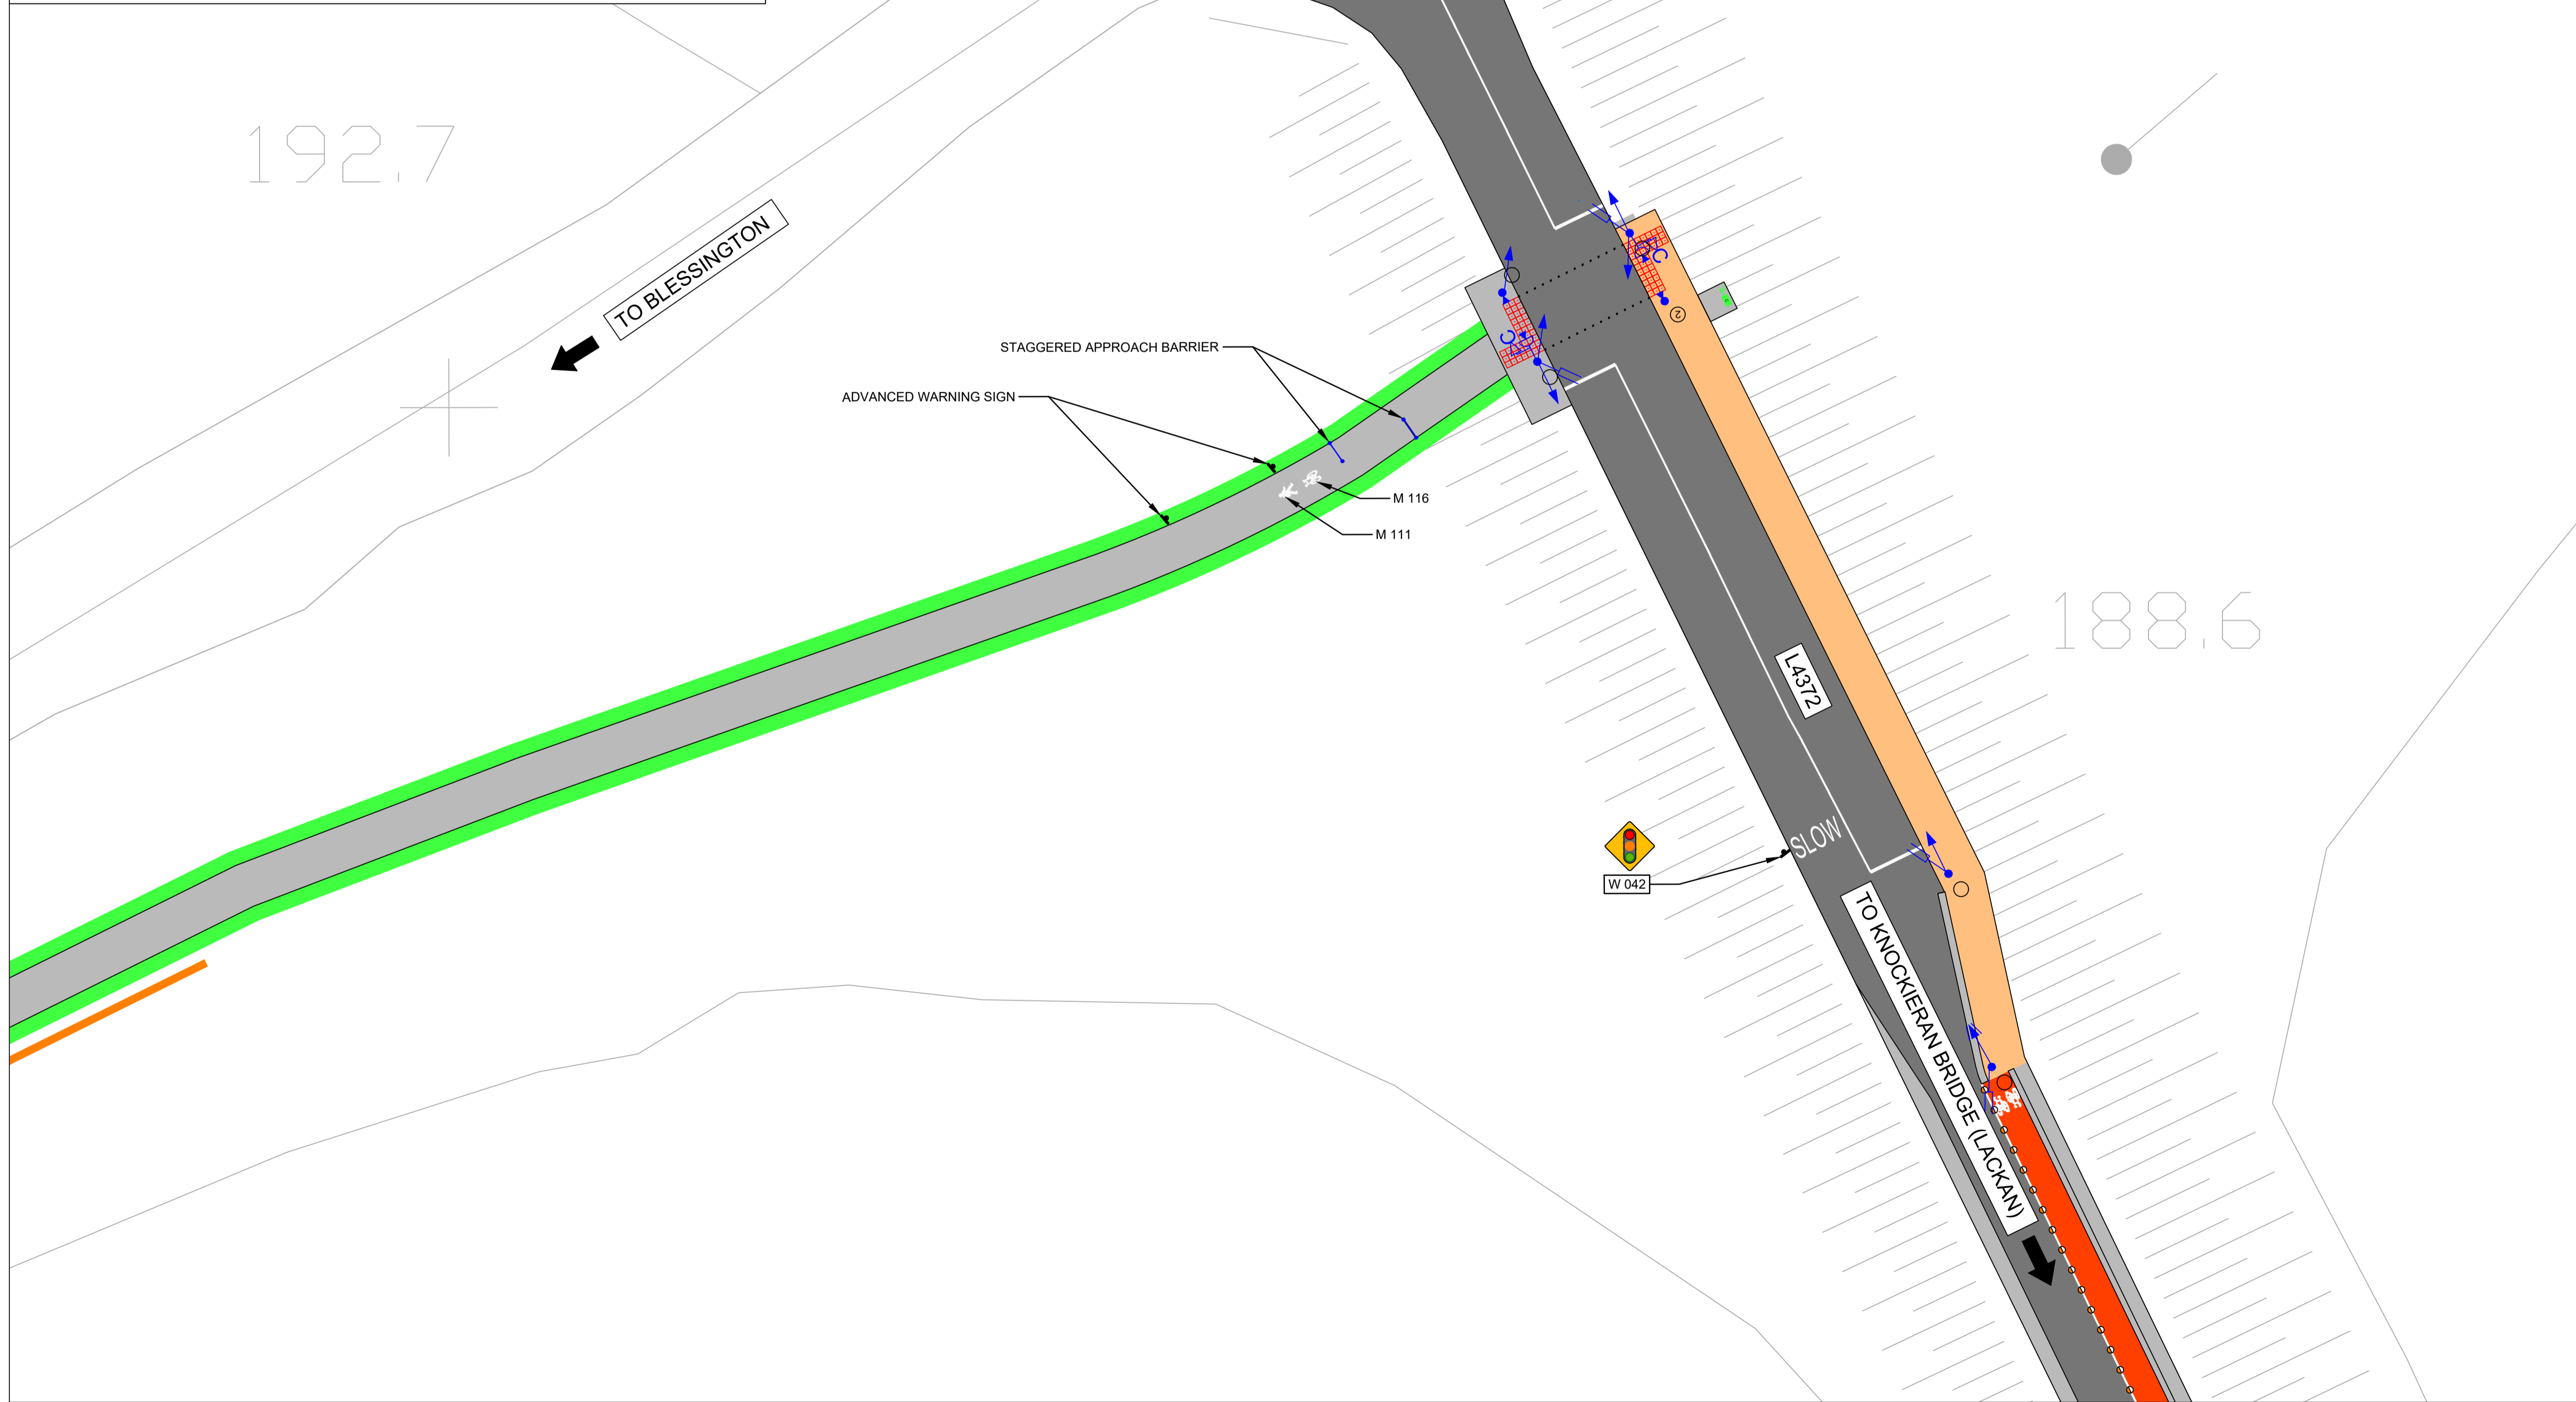 192.7
TO BLESSINGTON
STAGGERED APPROACH BARRIER
ADVANCED WARNING SIGN
M 116
M 111
2
L4372
188.6
SLOW
W 042
TO KNOCKIERAN BRIDGE (LACKAN)